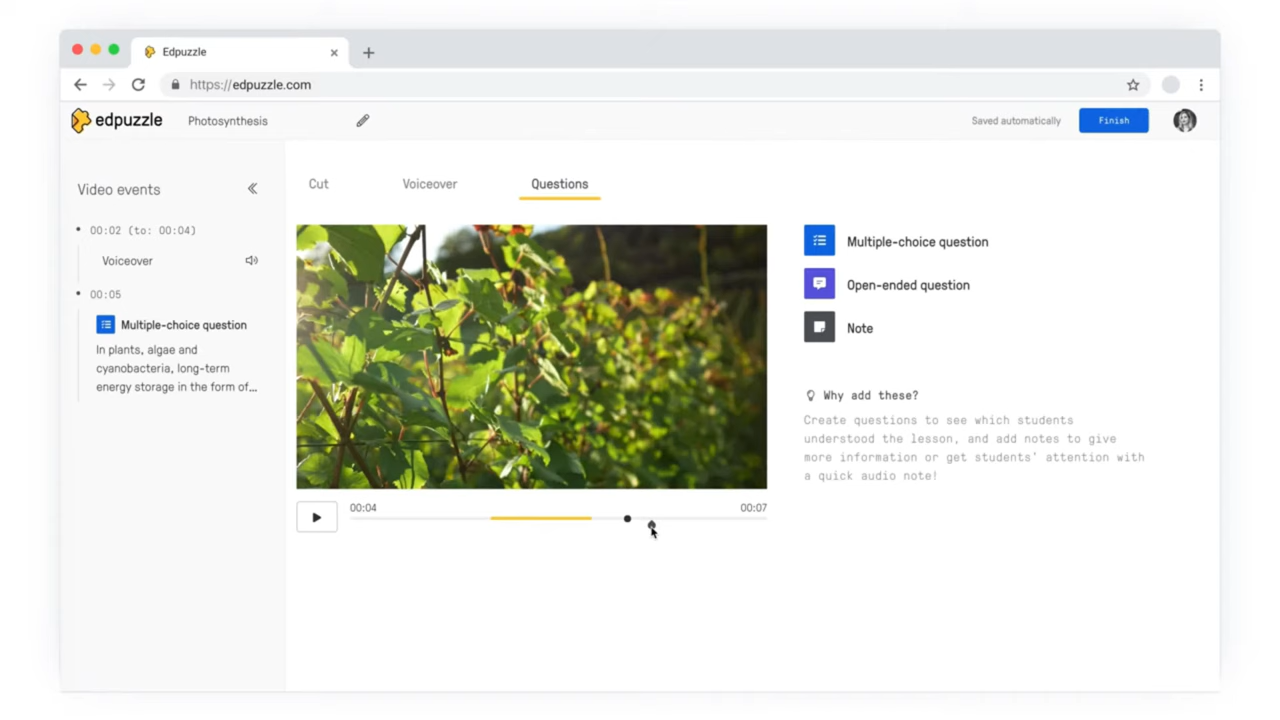 Edpuzzle
https://edpuzzle.com
edpuzzle
Photosynthesis
Saved automatically
Finish
Video events
00:02 (to: 00:04)
Voiceover
00:05
Multiple-choice question
In plants, algae and
cyanobacteria, long-term
energy storage in the form of...
Cut
Voiceover
Questions
00:04
00:07
Multiple-choice question
Open-ended question
Note
Why add these?
Create questions to see which students
understood the lesson, and add notes to give
more information or get students' attention with
a quick audio note!